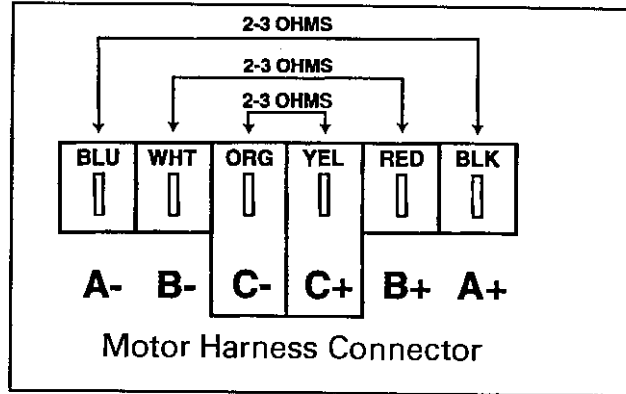 2-3 OHMS
2-3 OHMS
2-3 OHMS
BLU WHT ORG YEL RED BLK
A- B- C- C+ B+ A+
Motor Harness Connector